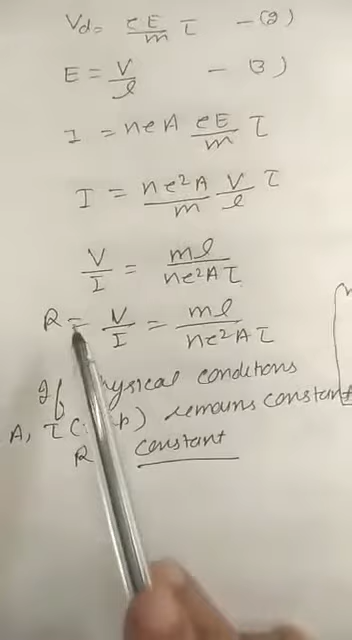 Vd = eE/m τ - (2)
E = V/l - (3)
I = neA eE/m τ
I = ne²A/m V/l τ
V/I = ml/ne²Aτ
R = V/I = ml/ne²Aτ
If physical conditions
A, τ remains constant
R constant